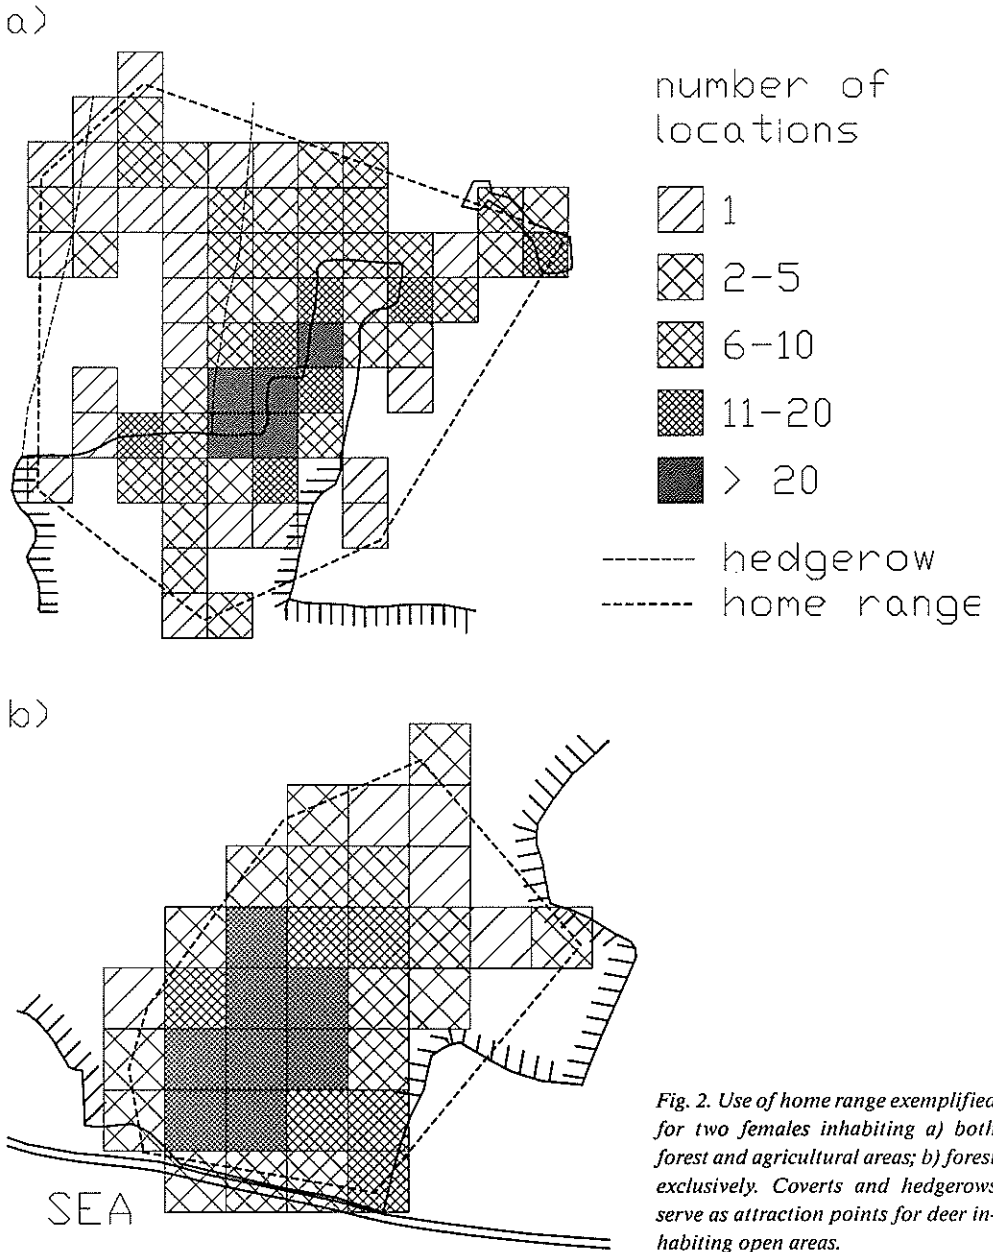 a)
number of
locations
1
2-5
6-10
11-20
> 20
hedgerow
home range
b)
SEA
Fig. 2. Use of home range exemplified
for two females inhabiting a) both
forest and agricultural areas; b) forest
exclusively. Coverts and hedgerows
serve as attraction points for deer in-
habiting open areas.